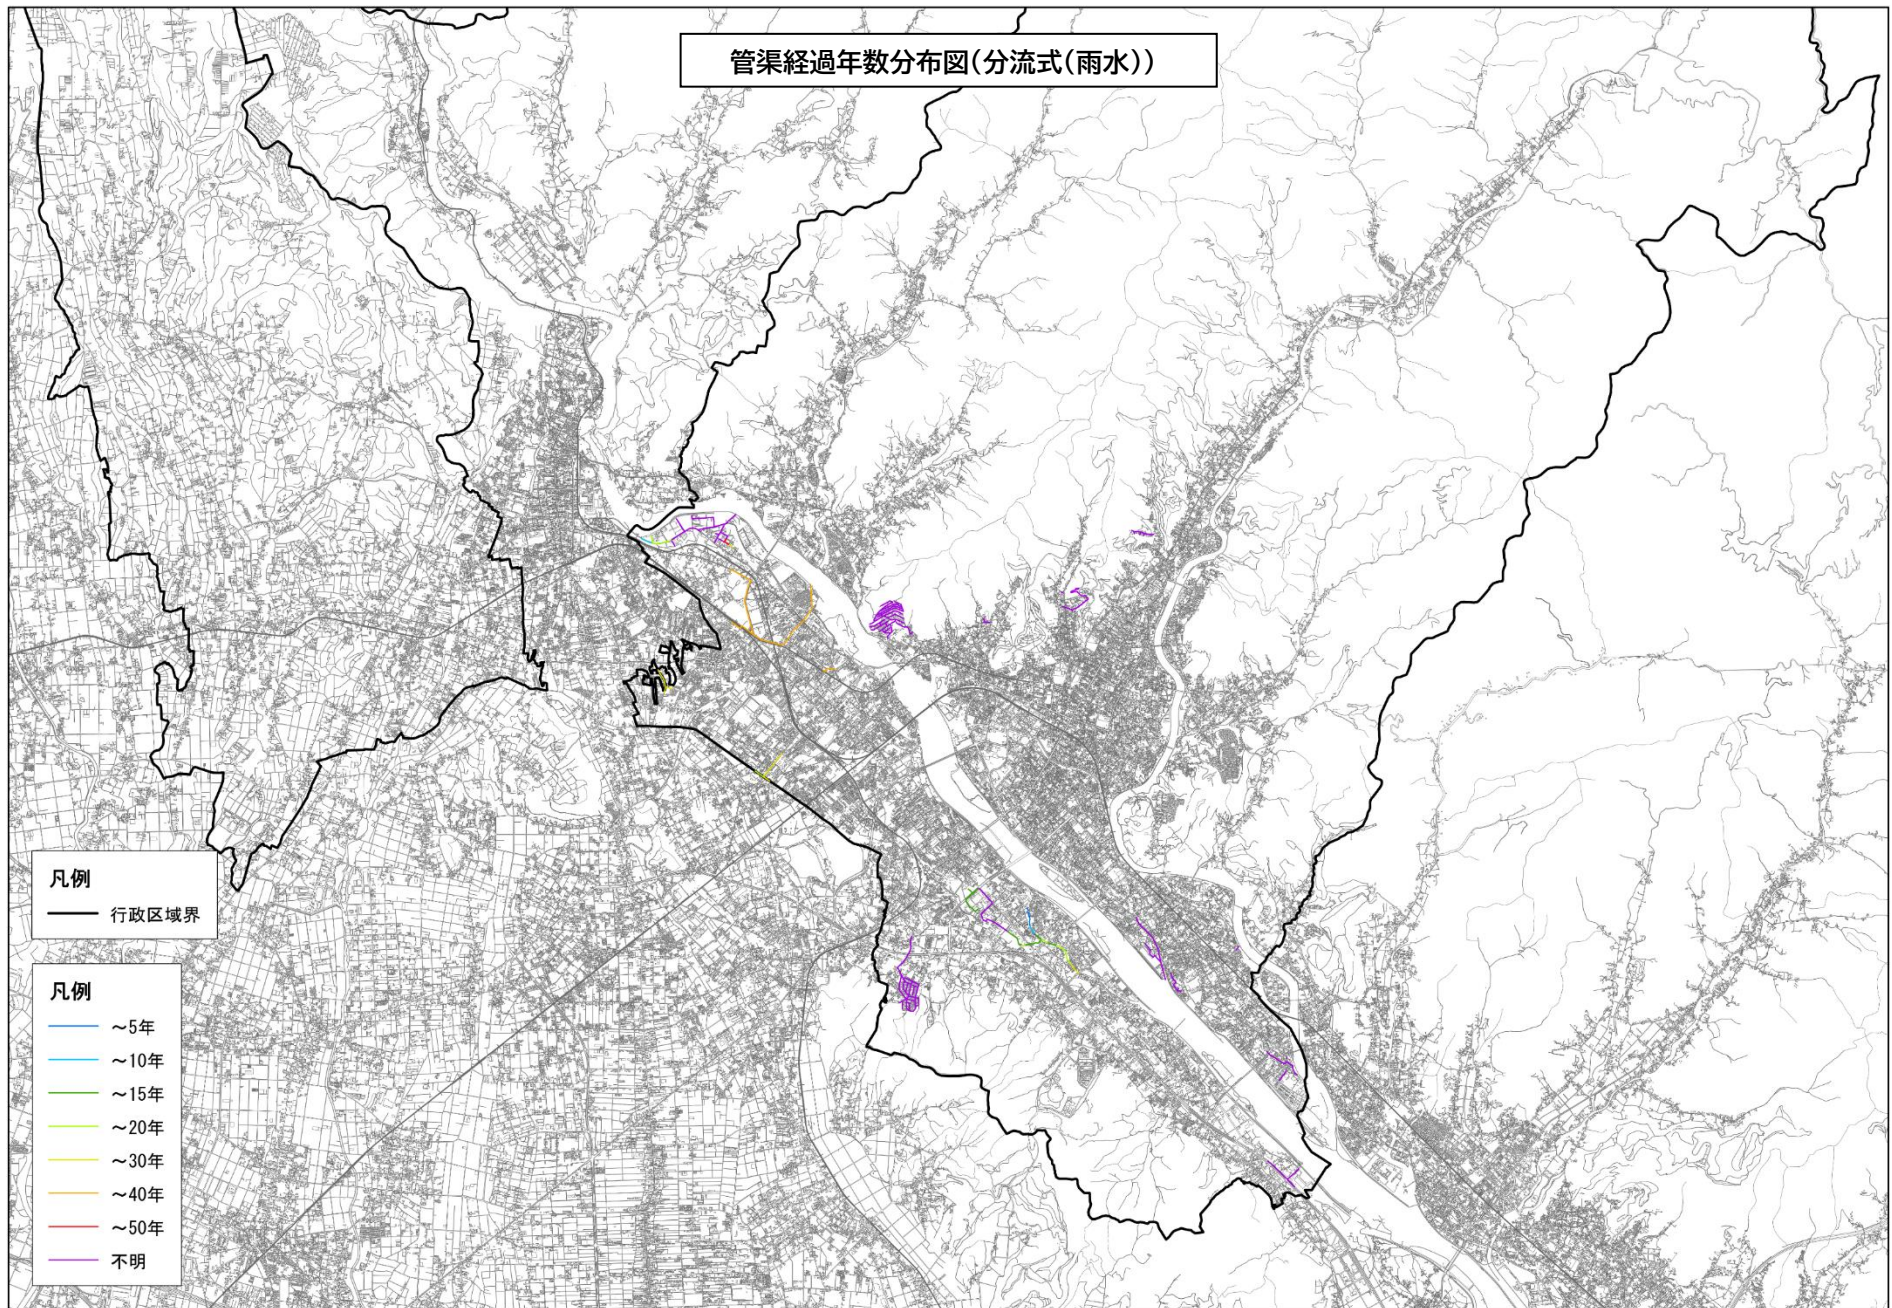 管渠経過年数分布図(分流式(雨水))
凡例
行政区域界
凡例
～5年
～10年
～15年
～20年
～30年
～40年
～50年
不明